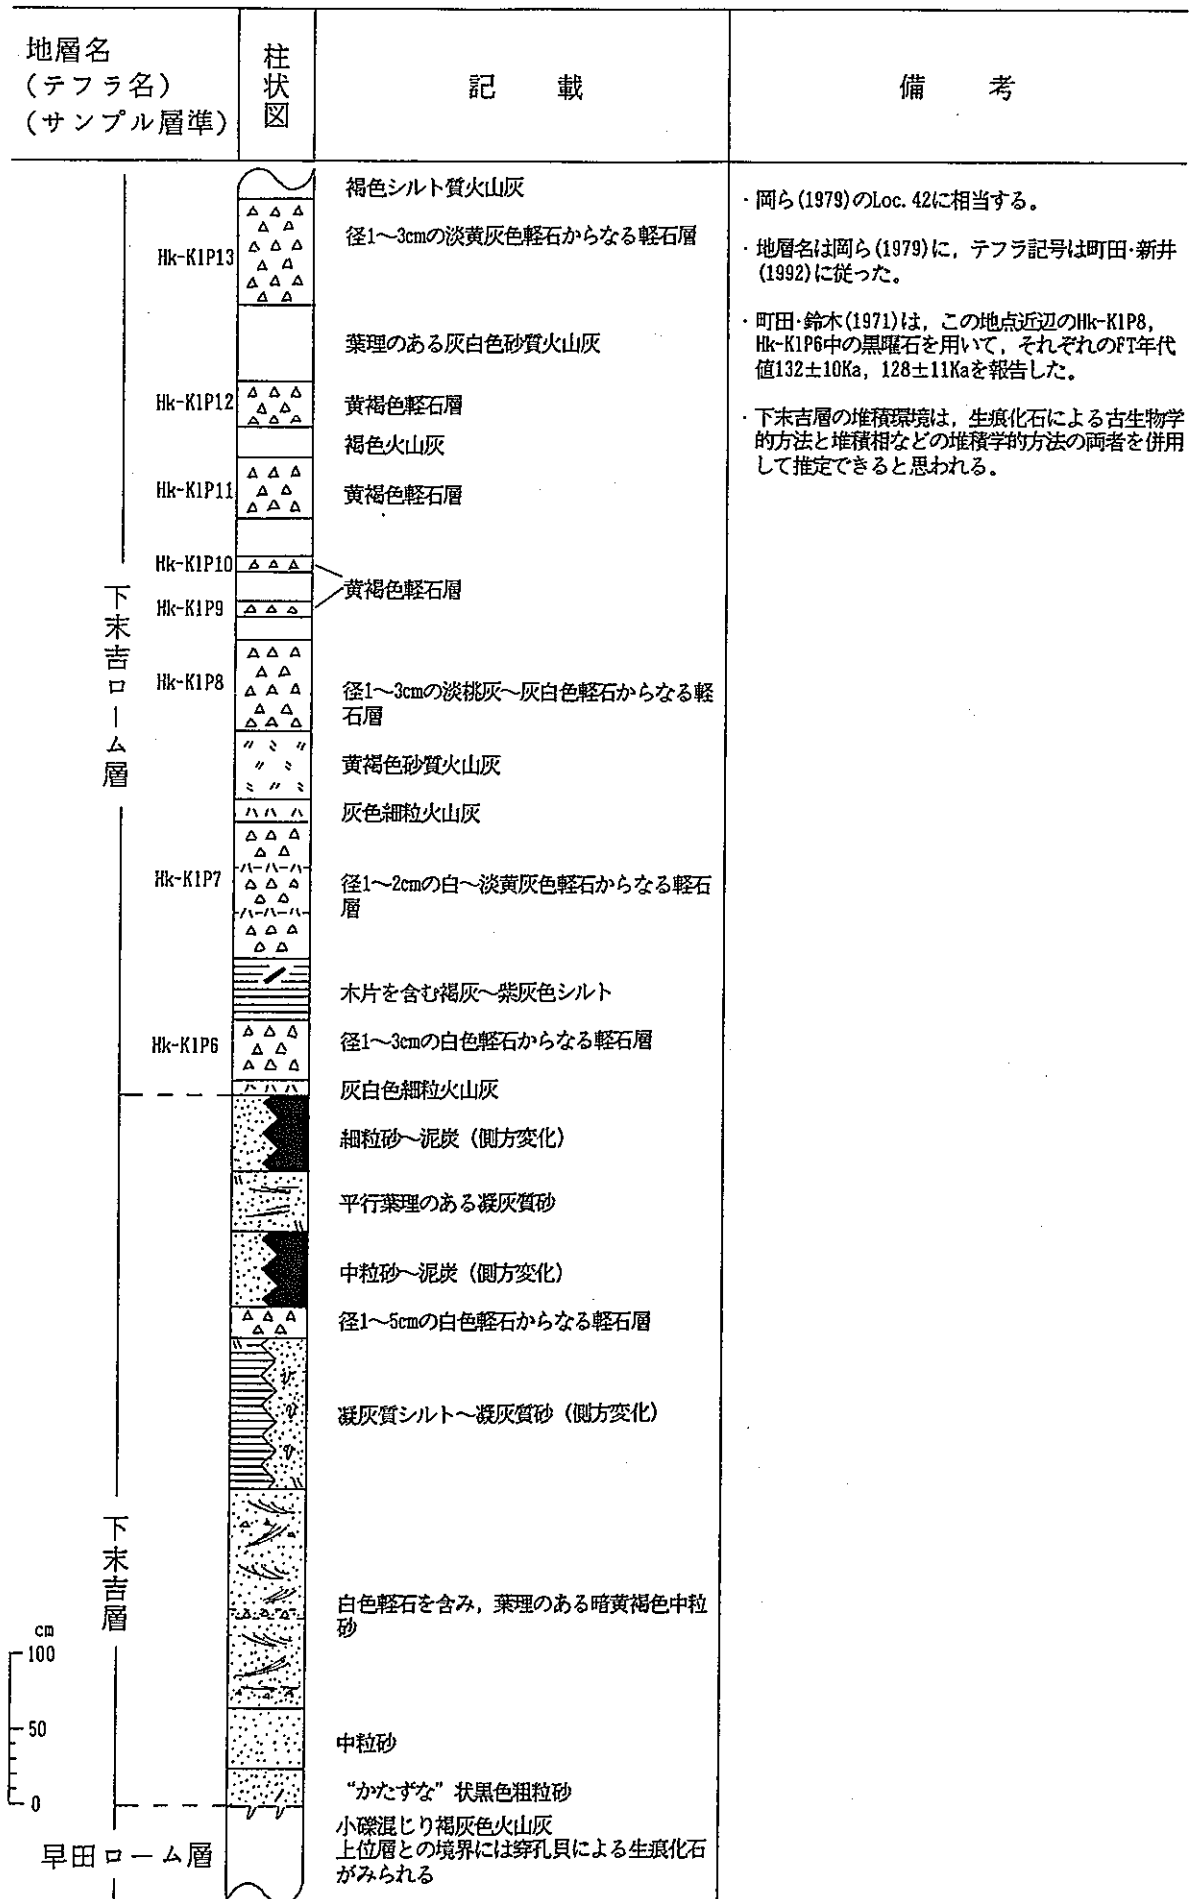 地層名
(テフラ名)
(サンプル層準)
柱状図
記 載
備 考
褐色シルト質火山灰
Hk-K1P13
径1～3cmの淡黄灰色軽石からなる軽石層
葉理のある灰白色砂質火山灰
Hk-K1P12
黄褐色軽石層
褐色火山灰
Hk-K1P11
黄褐色軽石層
Hk-K1P10
黄褐色軽石層
Hk-K1P9
下末吉ローム層
Hk-K1P8
径1～3cmの淡桃灰～灰白色軽石からなる軽
石層
黄褐色砂質火山灰
灰色細粒火山灰
Hk-K1P7
径1～2cmの白～淡黄灰色軽石からなる軽石
層
木片を含む褐灰～紫灰色シルト
Hk-K1P6
径1～3cmの白色軽石からなる軽石層
灰白色細粒火山灰
細粒砂～泥炭（側方変化）
平行葉理のある凝灰質砂
中粒砂～泥炭（側方変化）
径1～5cmの白色軽石からなる軽石層
凝灰質シルト～凝灰質砂（側方変化）
下末吉層
白色軽石を含み，葉理のある暗黄褐色中粒
砂
cm
100
50
0
中粒砂
“かたずな”状黒色粗粒砂
早田ローム層
小礫混じり褐灰色火山灰
上位層との境界には穿孔貝による生痕化石
がみられる
・岡ら(1979)のLoc. 42に相当する。
・地層名は岡ら(1979)に，テフラ記号は町田・新井
(1992)に従った。
・町田・鈴木(1971)は，この地点近辺のHk-K1P8，
Hk-K1P6中の黒曜石を用いて，それぞれのFT年代
値132±10Ka，128±11Kaを報告した。
・下末吉層の堆積環境は，生痕化石による古生物学
的方法と堆積相などの堆積学的方法の両者を併用
して推定できると思われる。